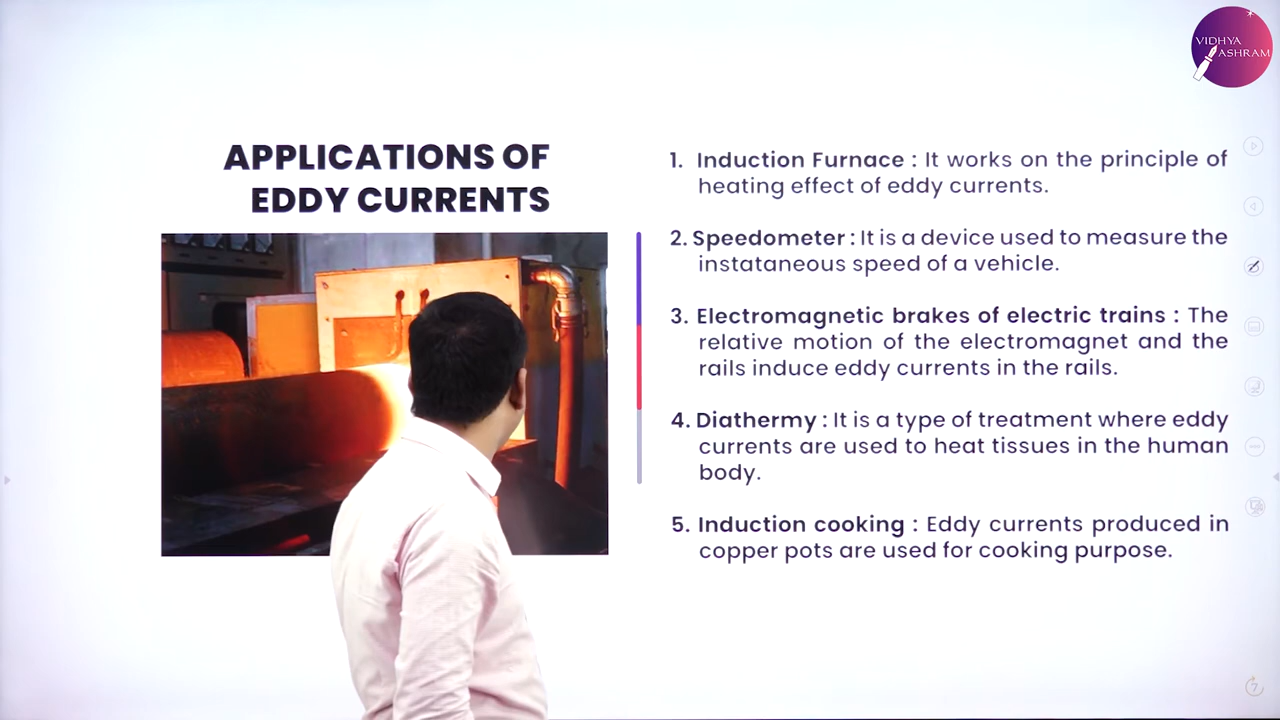 VIDHYA
ASHRAM
APPLICATIONS OF
EDDY CURRENTS
1. Induction Furnace : It works on the principle of
heating effect of eddy currents.
2. Speedometer : It is a device used to measure the
instataneous speed of a vehicle.
3. Electromagnetic brakes of electric trains : The
relative motion of the electromagnet and the
rails induce eddy currents in the rails.
4. Diathermy : It is a type of treatment where eddy
currents are used to heat tissues in the human
body.
5. Induction cooking : Eddy currents produced in
copper pots are used for cooking purpose.
7